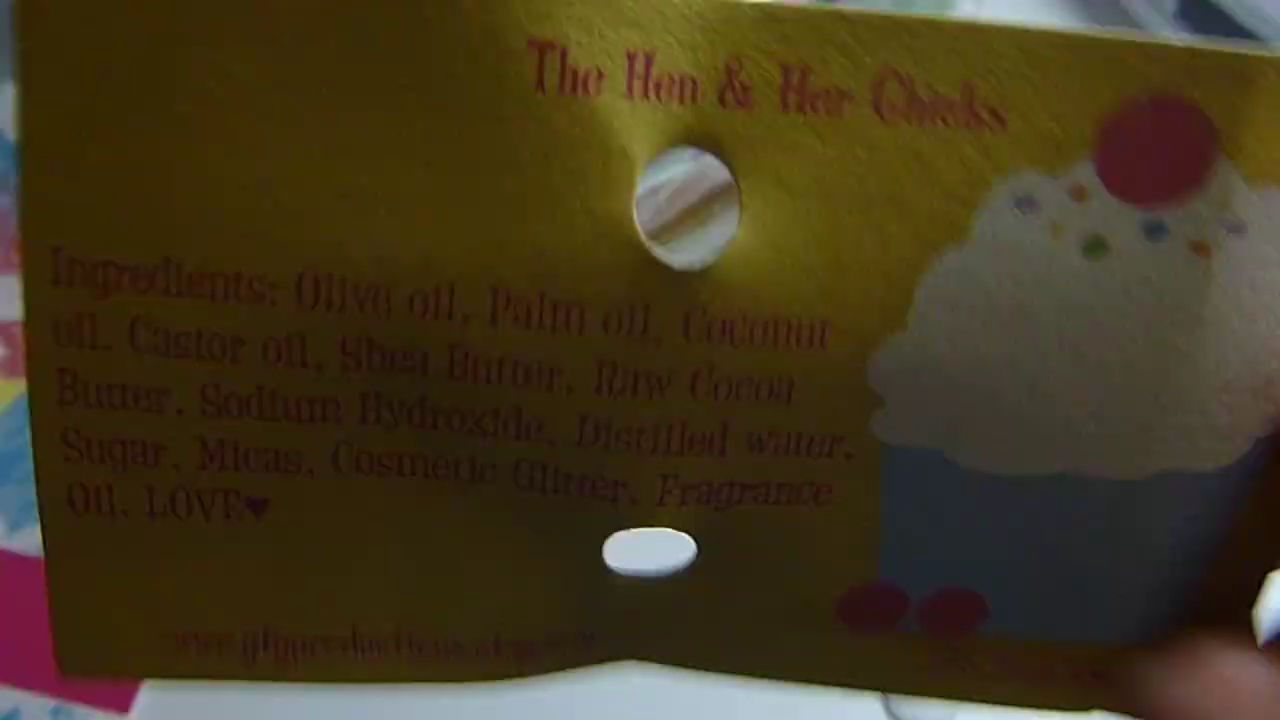 The Hen & Her Chicks
Ingredients: Olive oil, Palm oil, Coconut
oil, Castor oil, Shea Butter, Raw Cocoa
Butter, Sodium Hydroxide, Distilled water,
Sugar, Micas, Cosmetic Glitter, Fragrance
Oil, LOVE♥